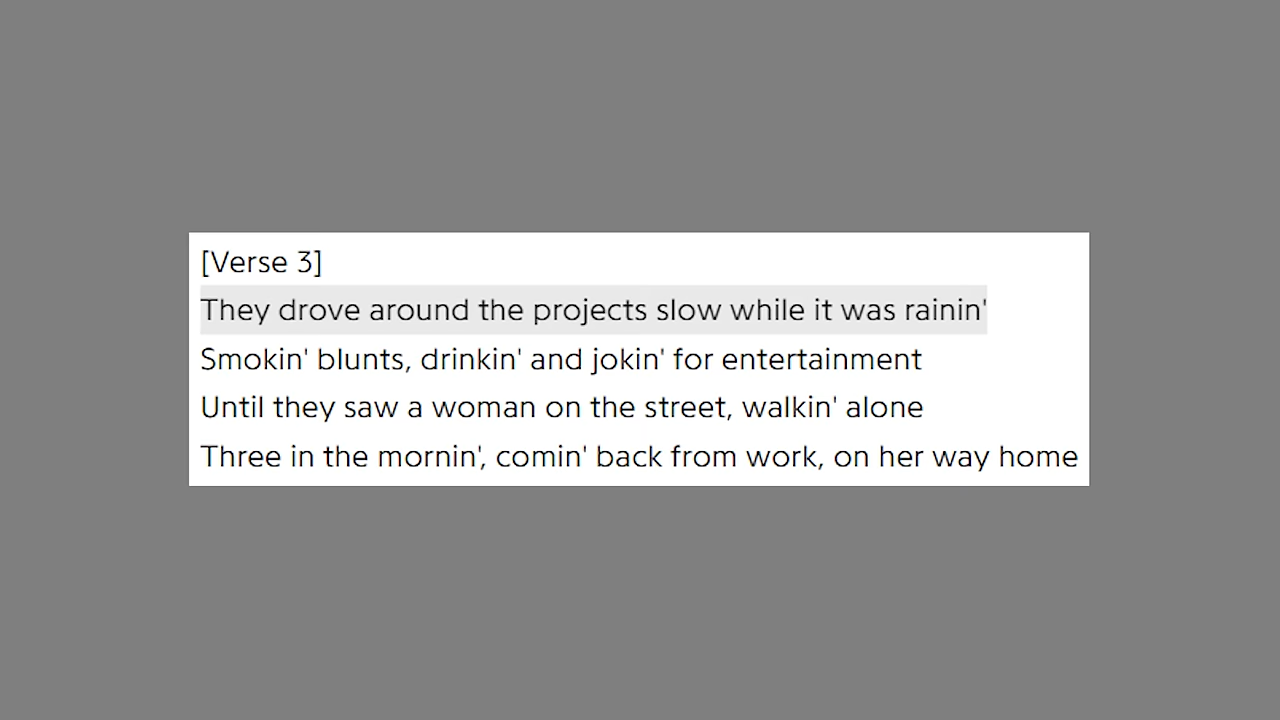 [Verse 3]
They drove around the projects slow while it was rainin'
Smokin' blunts, drinkin' and jokin' for entertainment
Until they saw a woman on the street, walkin' alone
Three in the mornin', comin' back from work, on her way home